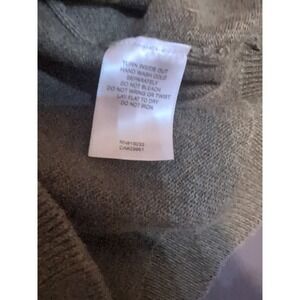 TURN INSIDE OUT
HAND WASH COLD
SEPARATELY
DO NOT BLEACH
DO NOT WRING OR TWIST
LAY FLAT TO DRY
DO NOT IRON